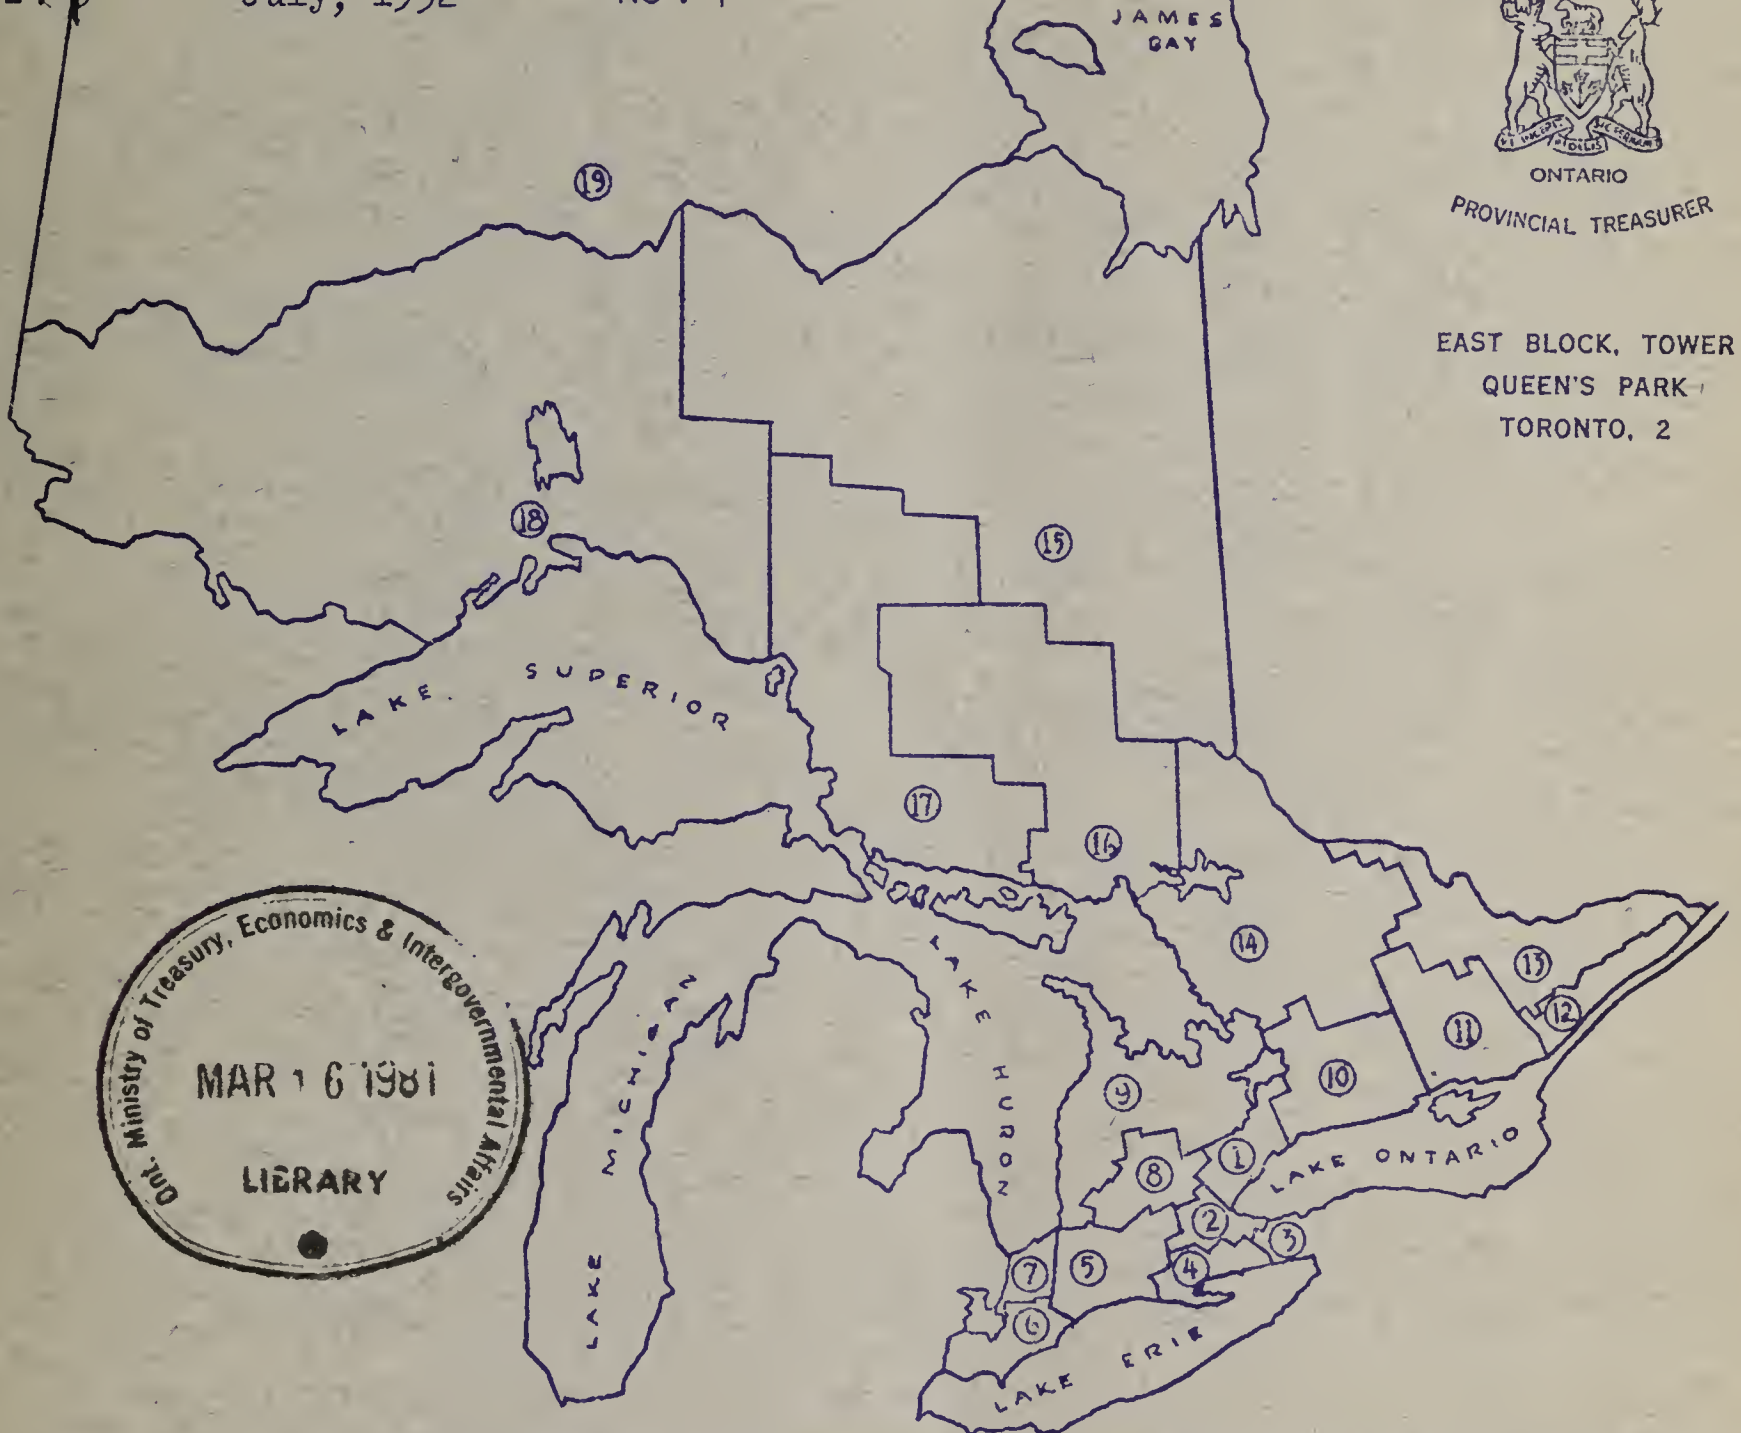 July, 1952
JAMES
BAY
ONTARIO
PROVINCIAL TREASURER
EAST BLOCK, TOWER
QUEEN'S PARK
TORONTO, 2
19
18
15
LAKE SUPERIOR
17
16
14
13
12
11
10
9
8
1
2
3
4
5
7
6
LAKE MICHIGAN
LAKE HURON
LAKE ONTARIO
LAKE ERIE
Ont. Ministry of Treasury, Economics & Intergovernmental Affairs
MAR 16 1981
LIBRARY